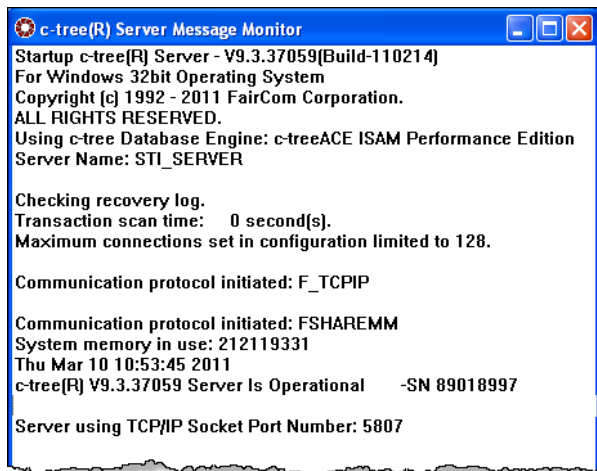 c-tree(R) Server Message Monitor
Startup c-tree(R) Server - V9.3.37059(Build-110214)
For Windows 32bit Operating System
Copyright (c) 1992 - 2011 FairCom Corporation.
ALL RIGHTS RESERVED.
Using c-tree Database Engine: c-treeACE ISAM Performance Edition
Server Name: STI_SERVER
Checking recovery log.
Transaction scan time: 0 second(s).
Maximum connections set in configuration limited to 128.
Communication protocol initiated: F_TCPIP
Communication protocol initiated: FSHAREMM
System memory in use: 212119331
Thu Mar 10 10:53:45 2011
c-tree(R) V9.3.37059 Server Is Operational -SN 89018997
Server using TCP/IP Socket Port Number: 5807